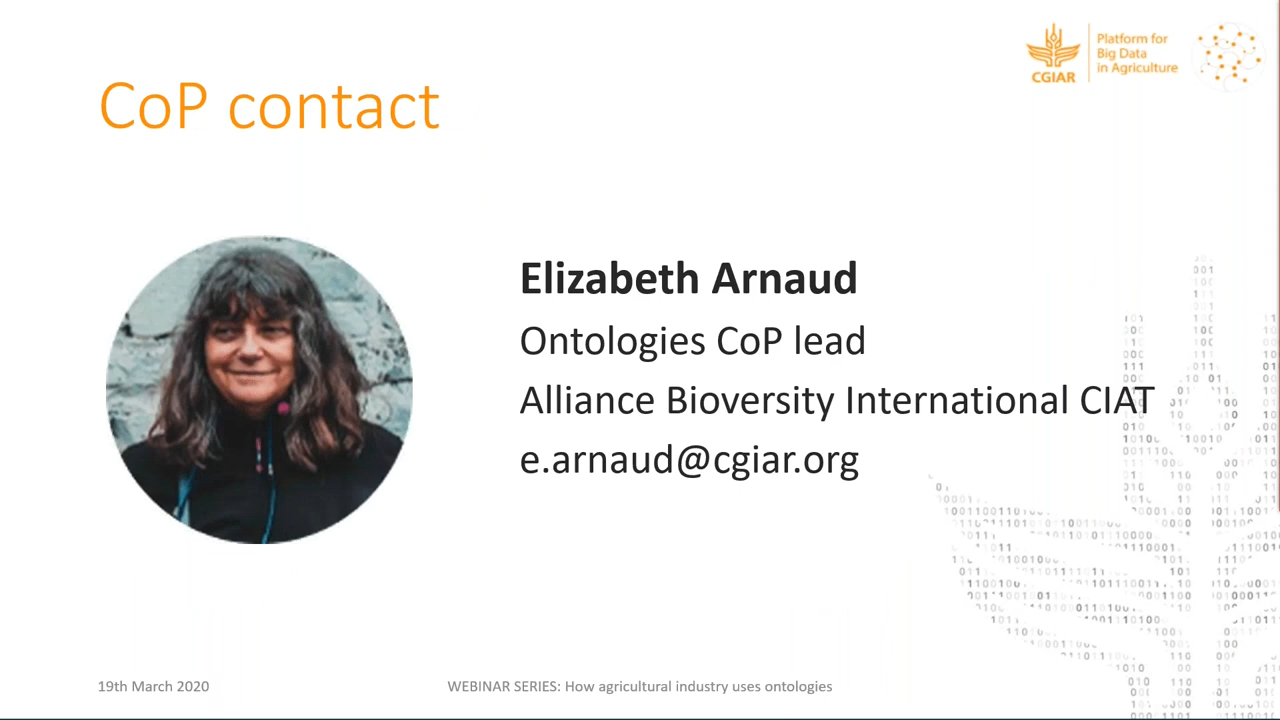 CGIAR
Platform for
Big Data
in Agriculture
CoP contact
Elizabeth Arnaud
Ontologies CoP lead
Alliance Bioversity International CIAT
e.arnaud@cgiar.org
19th March 2020
WEBINAR SERIES: How agricultural industry uses ontologies